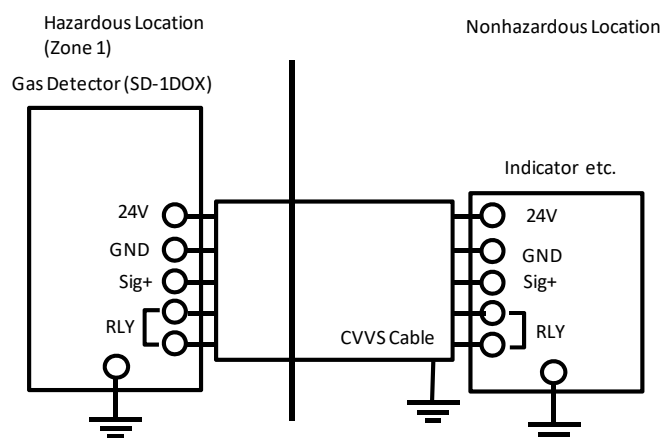 Hazardous Location
(Zone 1)
Nonhazardous Location
Gas Detector (SD-1DOX)
Indicator etc.
24V
GND
Sig+
RLY
CVVS Cable
24V
GND
Sig+
RLY